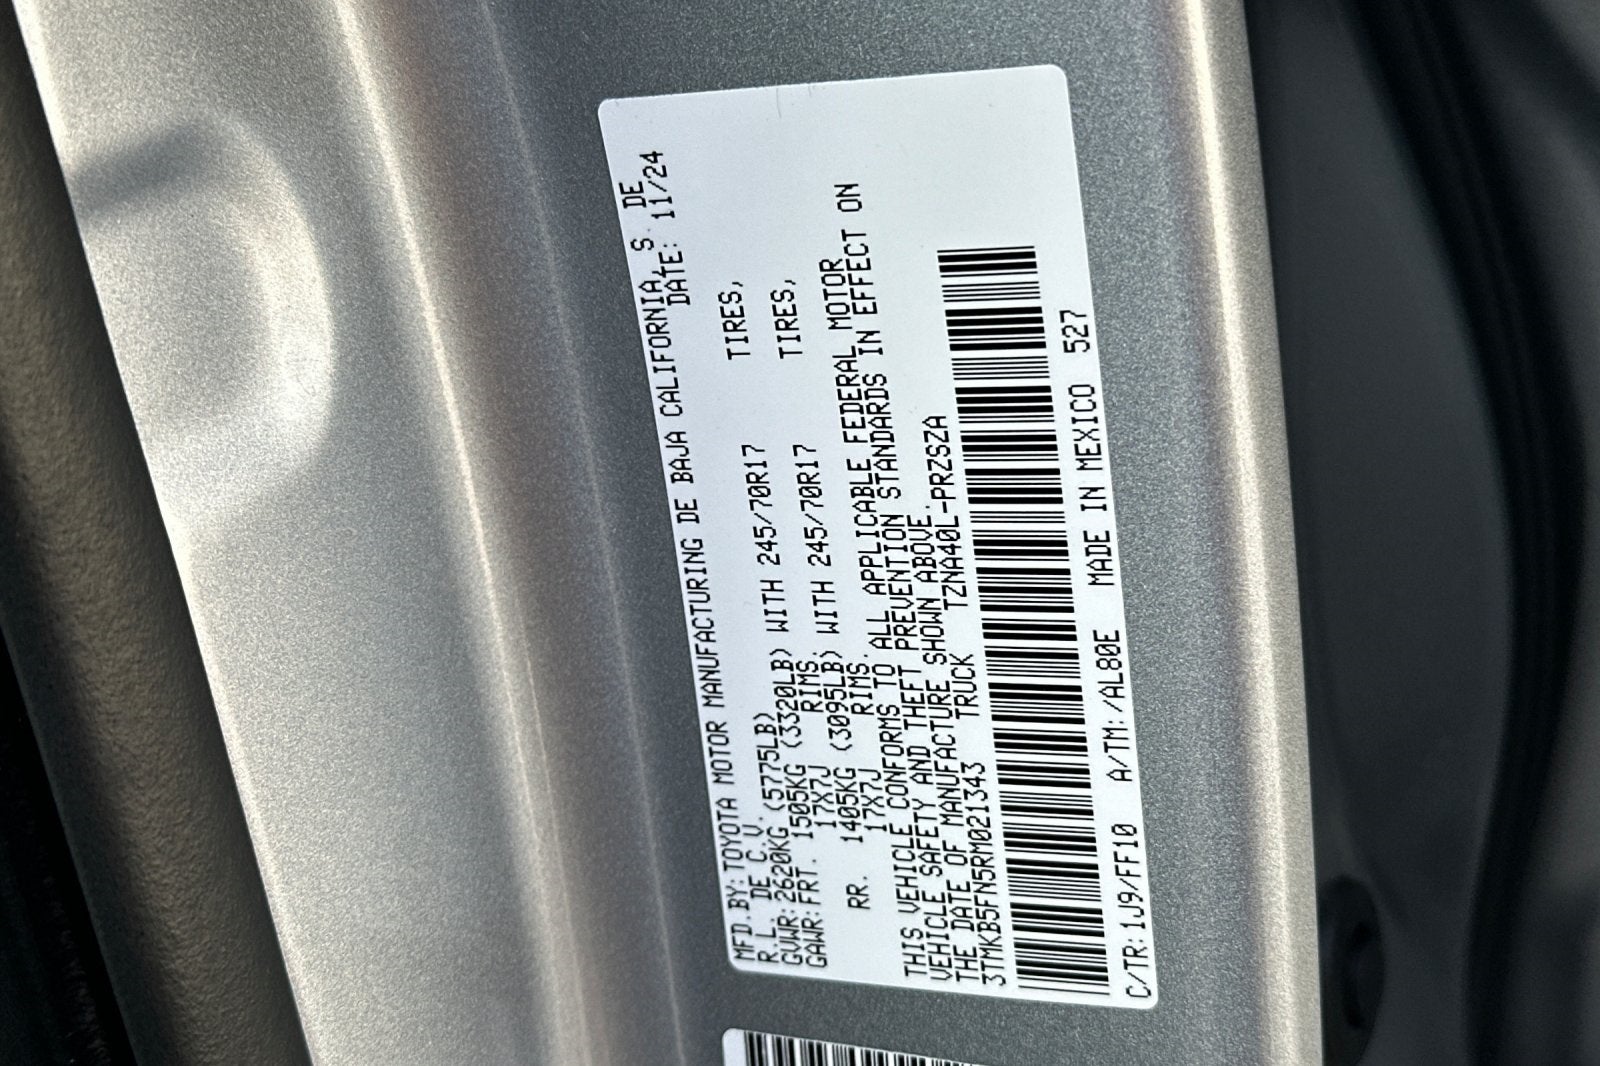 MFD.BY:TOYOTA MOTOR MANUFACTURING DE BAJA CALIFORNIA, S. DE
R.L. DE C.V. DATE: 11/24
GVWR:2620KG (5775LB)
GAWR:FRT. 1505KG (3320LB) WITH 245/70R17 TIRES,
17X7J RIMS.
RR. 1405KG (3095LB) WITH 245/70R17 TIRES,
17X7J RIMS.
THIS VEHICLE CONFORMS TO ALL APPLICABLE FEDERAL MOTOR
VEHICLE SAFETY AND THEFT PREVENTION STANDARDS IN EFFECT ON
THE DATE OF MANUFACTURE SHOWN ABOVE.
3TMKB5FN5RM021343 TRUCK TZNA40L-PRZSZA
C/TR:1J9/FF10 A/TM:/AL80E MADE IN MEXICO 527